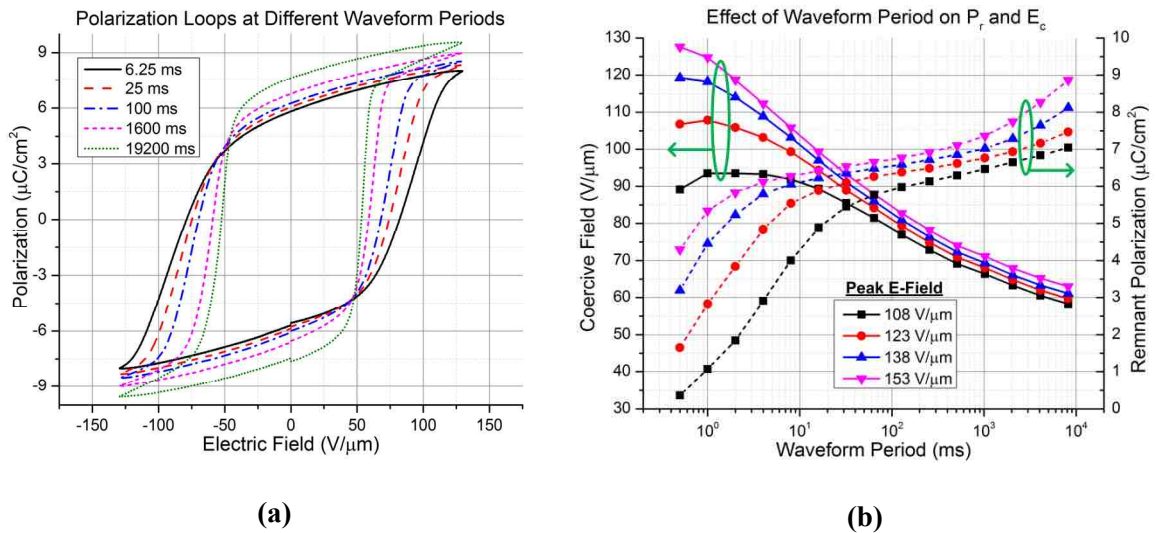 Polarization Loops at Different Waveform Periods
Polarization (μC/cm²)
9
6
3
0
-3
-6
-9
6.25 ms
25 ms
100 ms
1600 ms
19200 ms
-150 -100 -50 0 50 100 150
Electric Field (V/μm)
(a)
Effect of Waveform Period on Pᵣ and E꜀
Coercive Field (V/μm)
130
120
110
100
90
80
70
60
50
40
30
Peak E-Field
108 V/μm
123 V/μm
138 V/μm
153 V/μm
10
9
8
7
6
5
4
3
2
1
0
Remnant Polarization (μC/cm²)
10⁰ 10¹ 10² 10³ 10⁴
Waveform Period (ms)
(b)